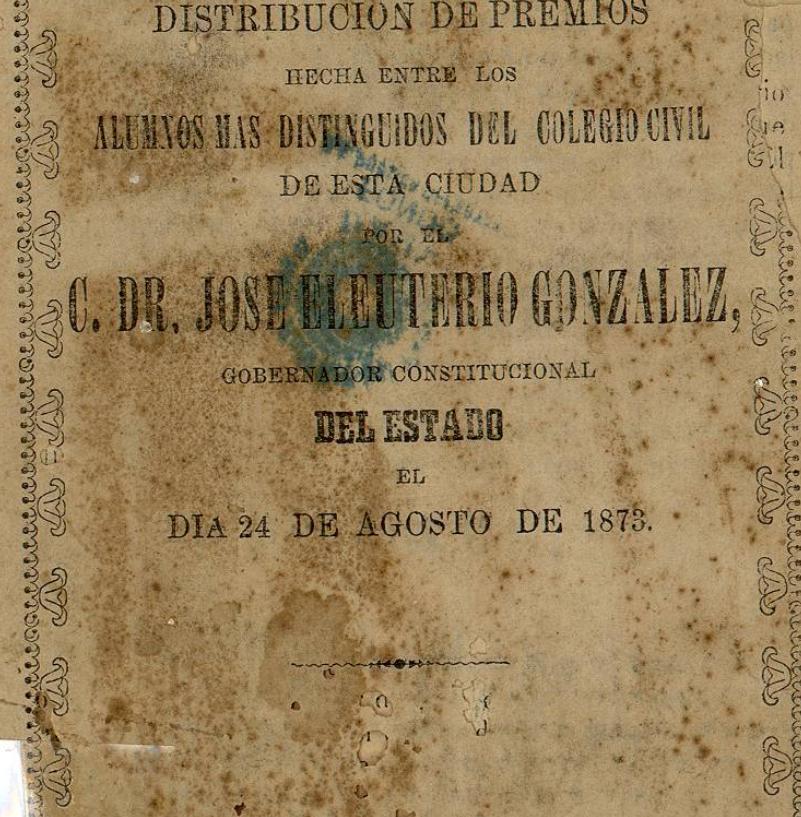 DISTRIBUCION DE PREMIOS
HECHA ENTRE LOS
ALUMNOS MAS DISTINGUIDOS DEL COLEGIO CIVIL
DE ESTA CIUDAD
POR EL
C. DR. JOSE ELEUTERIO GONZALEZ,
GOBERNADOR CONSTITUCIONAL
DEL ESTADO
EL
DIA 24 DE AGOSTO DE 1873.